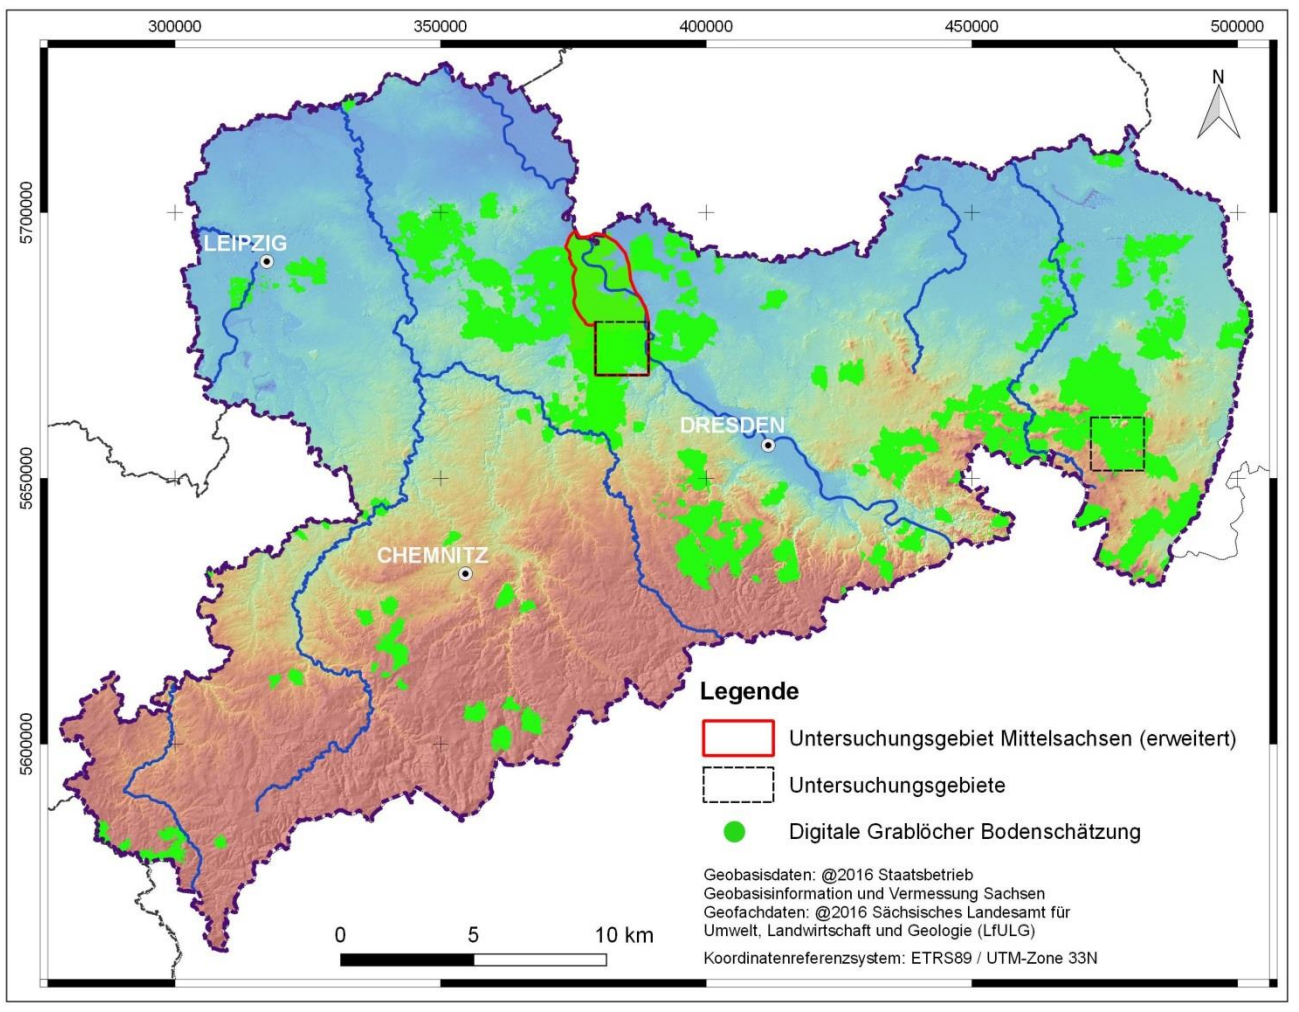 300000 350000 400000 450000 500000
N
5700000
LEIPZIG
DRESDEN
5650000
CHEMNITZ
5600000
Legende
Untersuchungsgebiet Mittelsachsen (erweitert)
Untersuchungsgebiete
Digitale Grablöcher Bodenschätzung
Geobasisdaten: @2016 Staatsbetrieb
Geobasisinformation und Vermessung Sachsen
Geofachdaten: @2016 Sächsisches Landesamt für
Umwelt, Landwirtschaft und Geologie (LfULG)
Koordinatenreferenzsystem: ETRS89 / UTM-Zone 33N
0 5 10 km